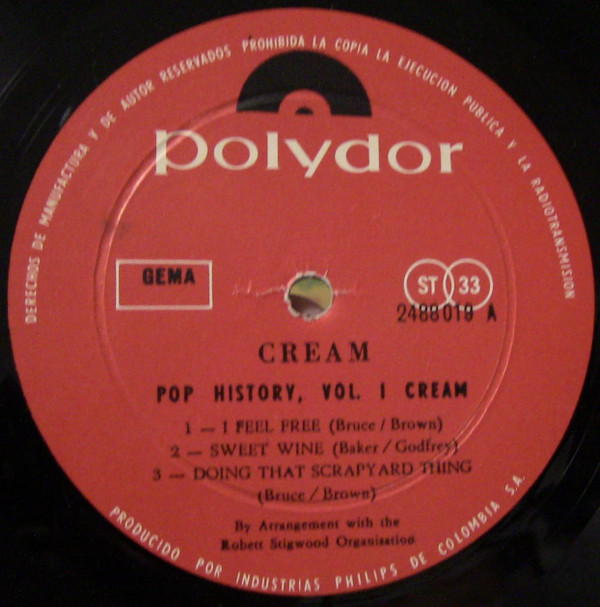 DERECHOS DE MANUFACTURA Y DE AUTOR RESERVADOS PROHIBIDA LA COPIA LA EJECUCION PUBLICA Y LA RADIOTRANSMISION
polydor
GEMA
ST 33
2488019 A
CREAM
POP HISTORY, VOL. I CREAM
1 — I FEEL FREE (Bruce / Brown)
2 — SWEET WINE (Baker / Godfrey)
3 — DOING THAT SCRAPYARD THING
(Bruce / Brown)
By Arrangement with the
Robett Stigwood Organisation
PRODUCIDO POR INDUSTRIAS PHILIPS DE COLOMBIA S.A.